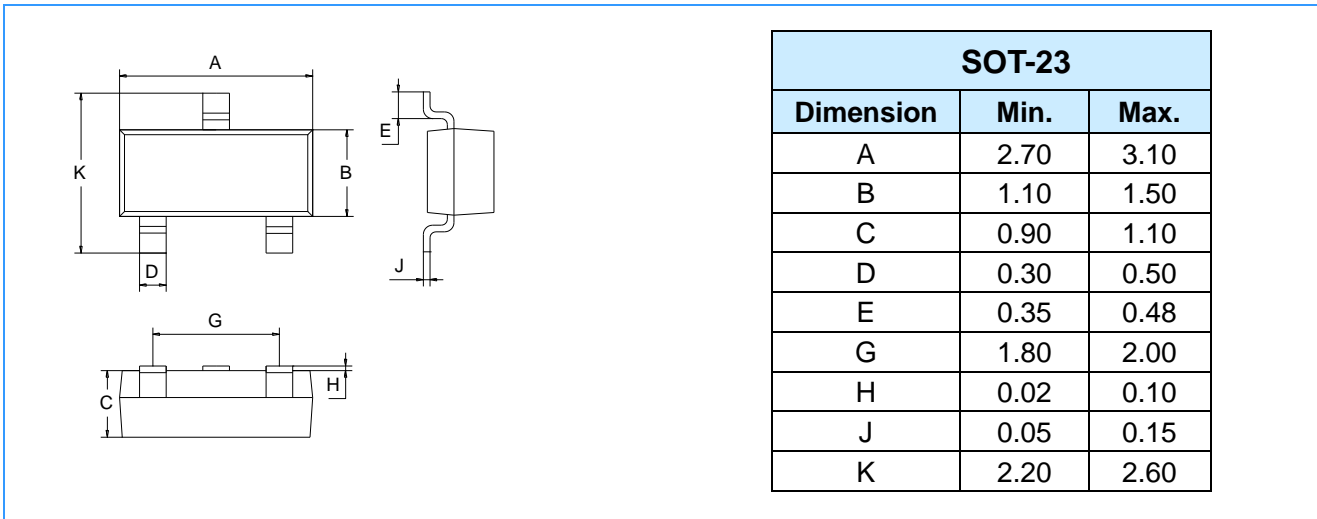 A
K
B
E
D
J
G
C
H
SOT-23
Dimension Min. Max.
A 2.70 3.10
B 1.10 1.50
C 0.90 1.10
D 0.30 0.50
E 0.35 0.48
G 1.80 2.00
H 0.02 0.10
J 0.05 0.15
K 2.20 2.60